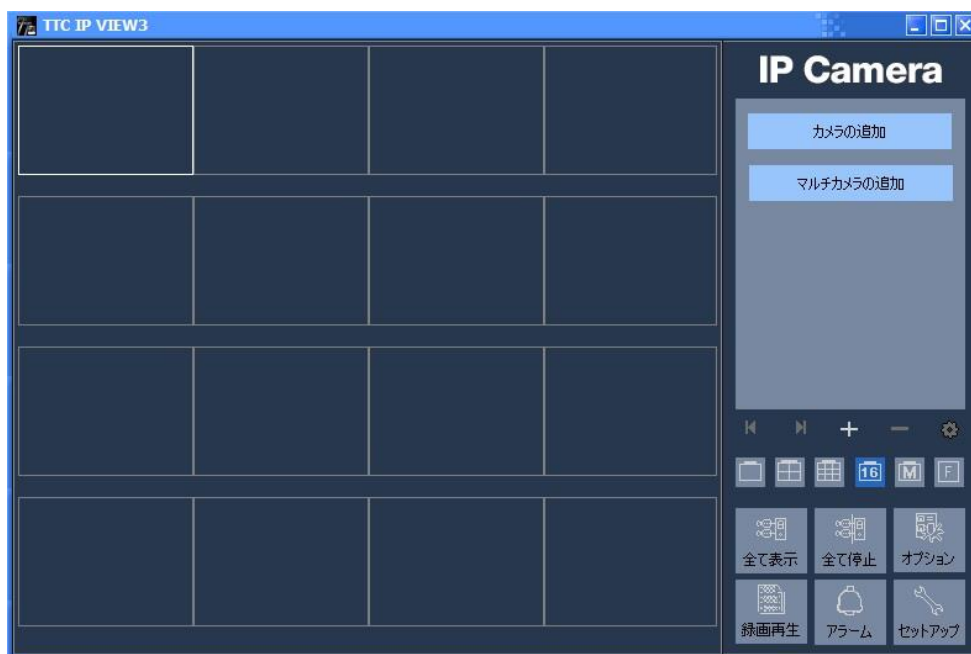 TTC IP VIEW3
IP Camera
カメラの追加
マルチカメラの追加
16 M F
全て表示 全て停止 オプション
録画再生 アラーム セットアップ